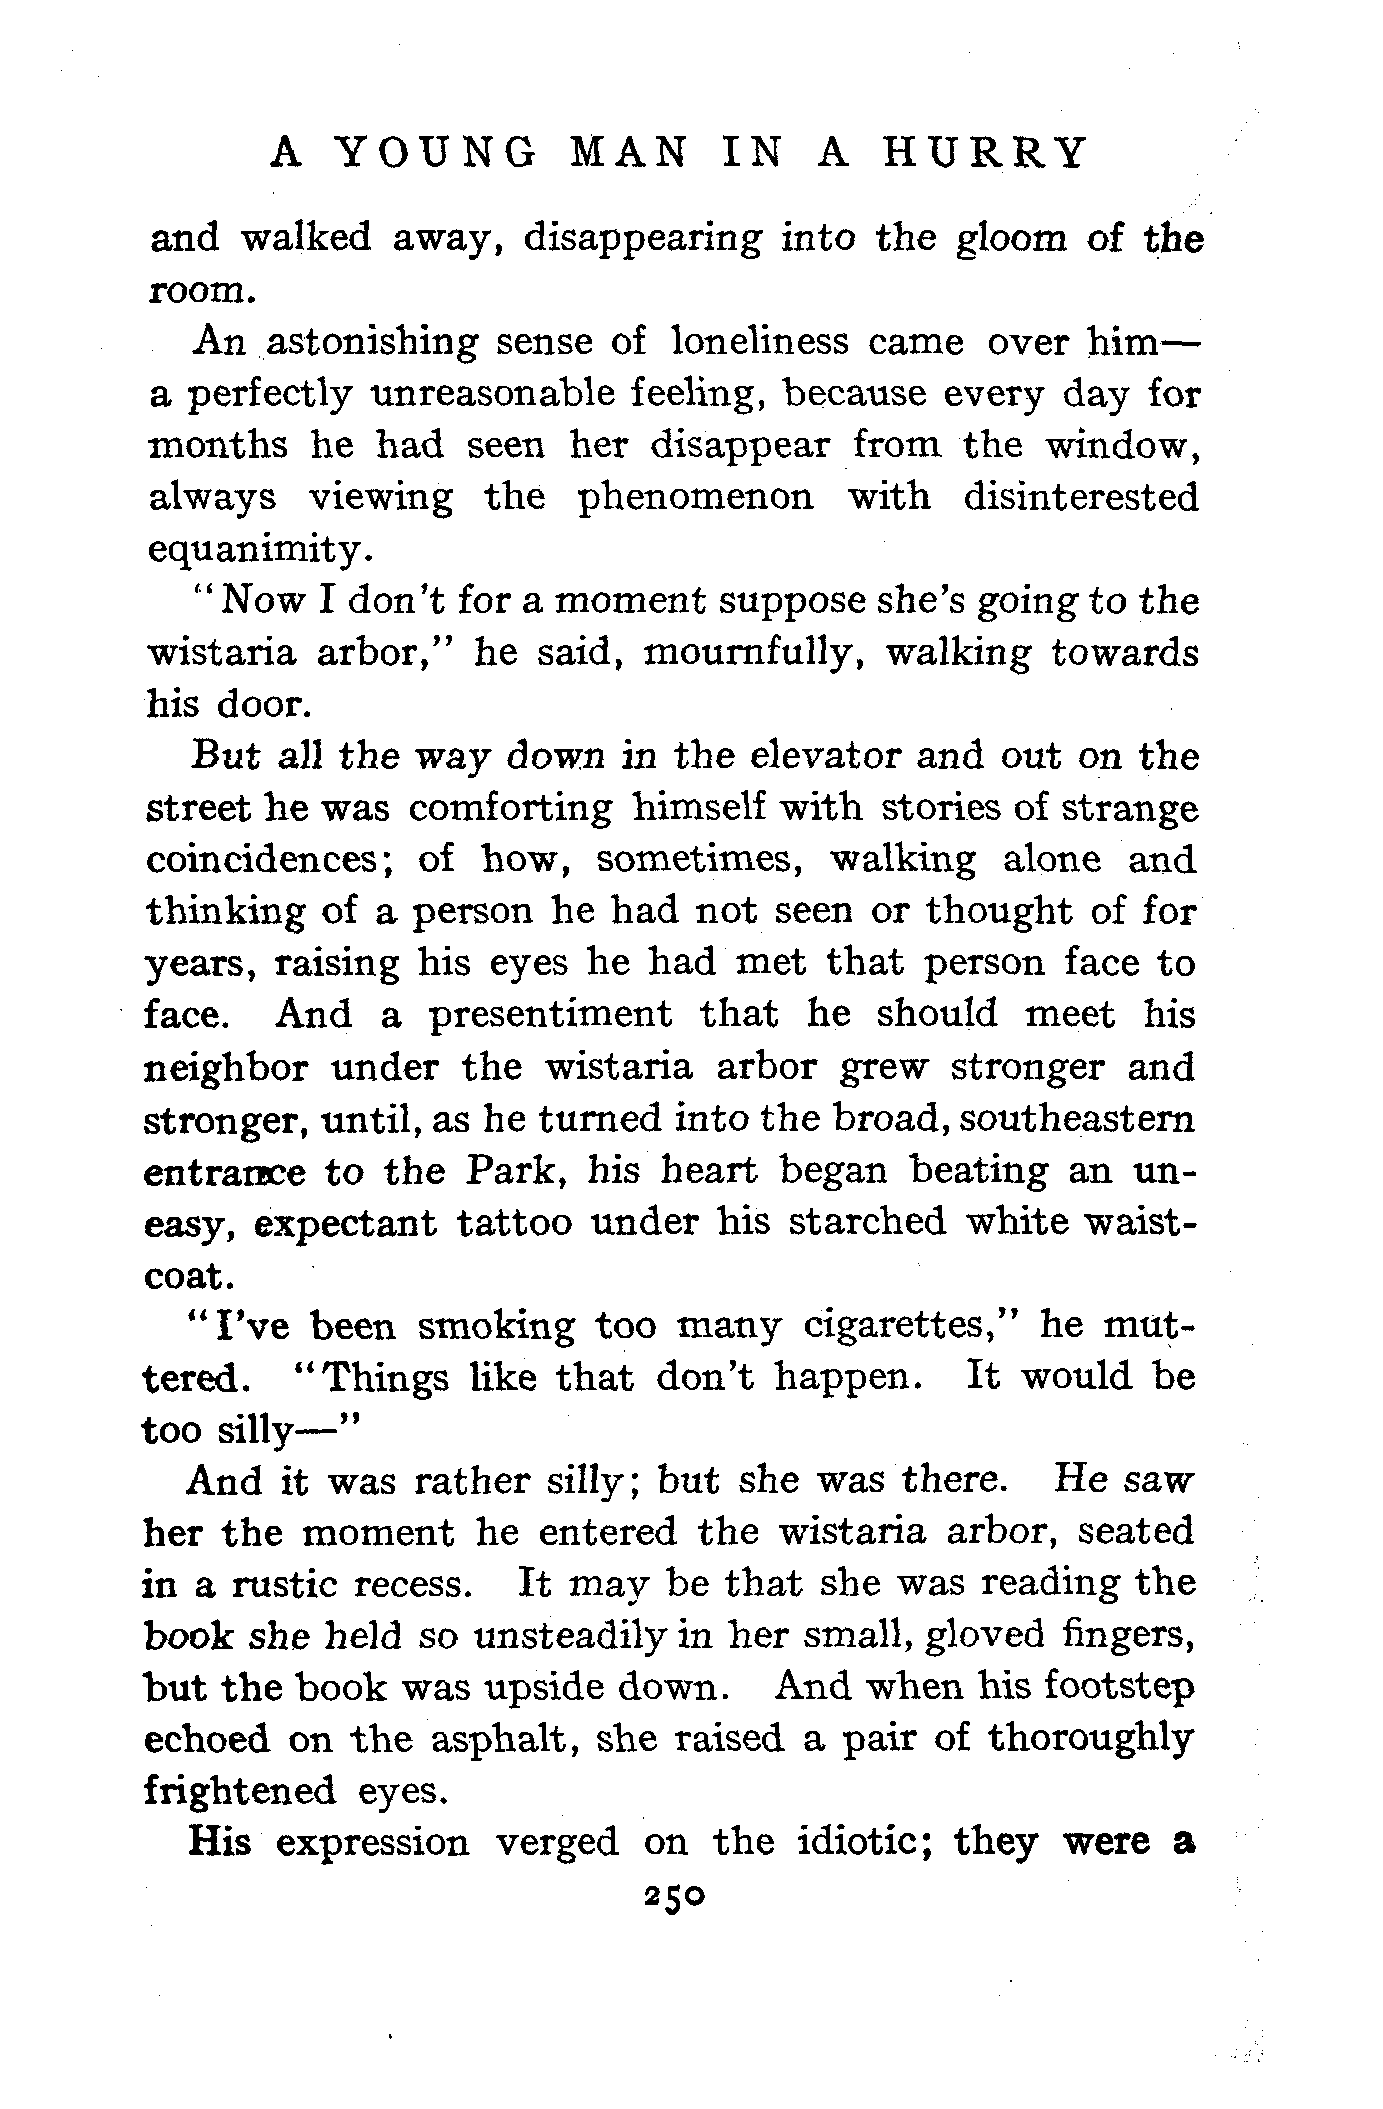 A YOUNG MAN IN A HURRY
and walked away, disappearing into the gloom of the
room.
An astonishing sense of loneliness came over him—
a perfectly unreasonable feeling, because every day for
months he had seen her disappear from the window,
always viewing the phenomenon with disinterested
equanimity.
"Now I don't for a moment suppose she's going to the
wistaria arbor," he said, mournfully, walking towards
his door.
But all the way down in the elevator and out on the
street he was comforting himself with stories of strange
coincidences; of how, sometimes, walking alone and
thinking of a person he had not seen or thought of for
years, raising his eyes he had met that person face to
face. And a presentiment that he should meet his
neighbor under the wistaria arbor grew stronger and
stronger, until, as he turned into the broad, southeastern
entrance to the Park, his heart began beating an un-
easy, expectant tattoo under his starched white waist-
coat.
"I've been smoking too many cigarettes," he mut-
tered. "Things like that don't happen. It would be
too silly—"
And it was rather silly; but she was there. He saw
her the moment he entered the wistaria arbor, seated
in a rustic recess. It may be that she was reading the
book she held so unsteadily in her small, gloved fingers,
but the book was upside down. And when his footstep
echoed on the asphalt, she raised a pair of thoroughly
frightened eyes.
His expression verged on the idiotic; they were a
250